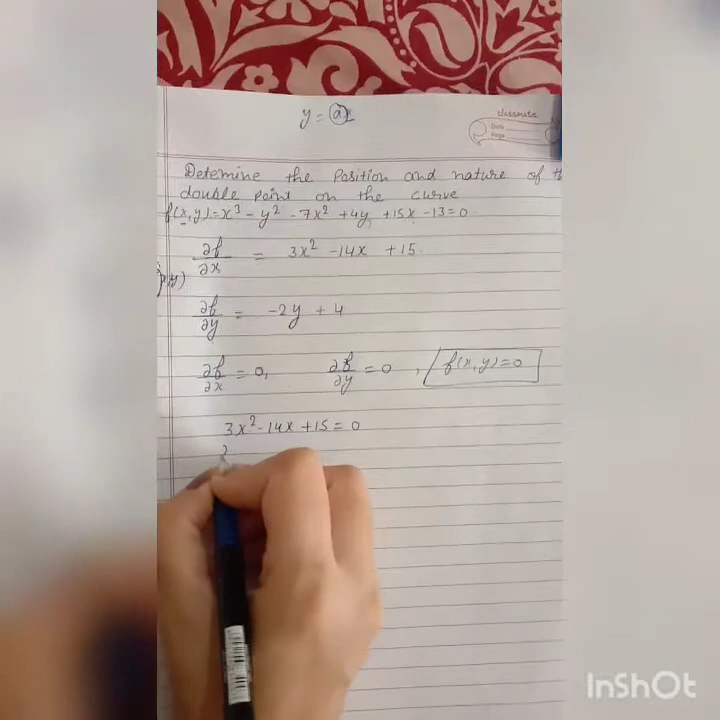 y = ax
classmate
Date
Page
Detemine the Position and nature of th
double point on the curve
f(x,y)=x³ - y² - 7x² + 4y + 15x - 13 = 0
∂f/∂x = 3x² - 14x + 15.
∂f/∂y = -2y + 4
∂f/∂x = 0, ∂f/∂y = 0, f(x,y)=0
3x² - 14x + 15 = 0
InShOt